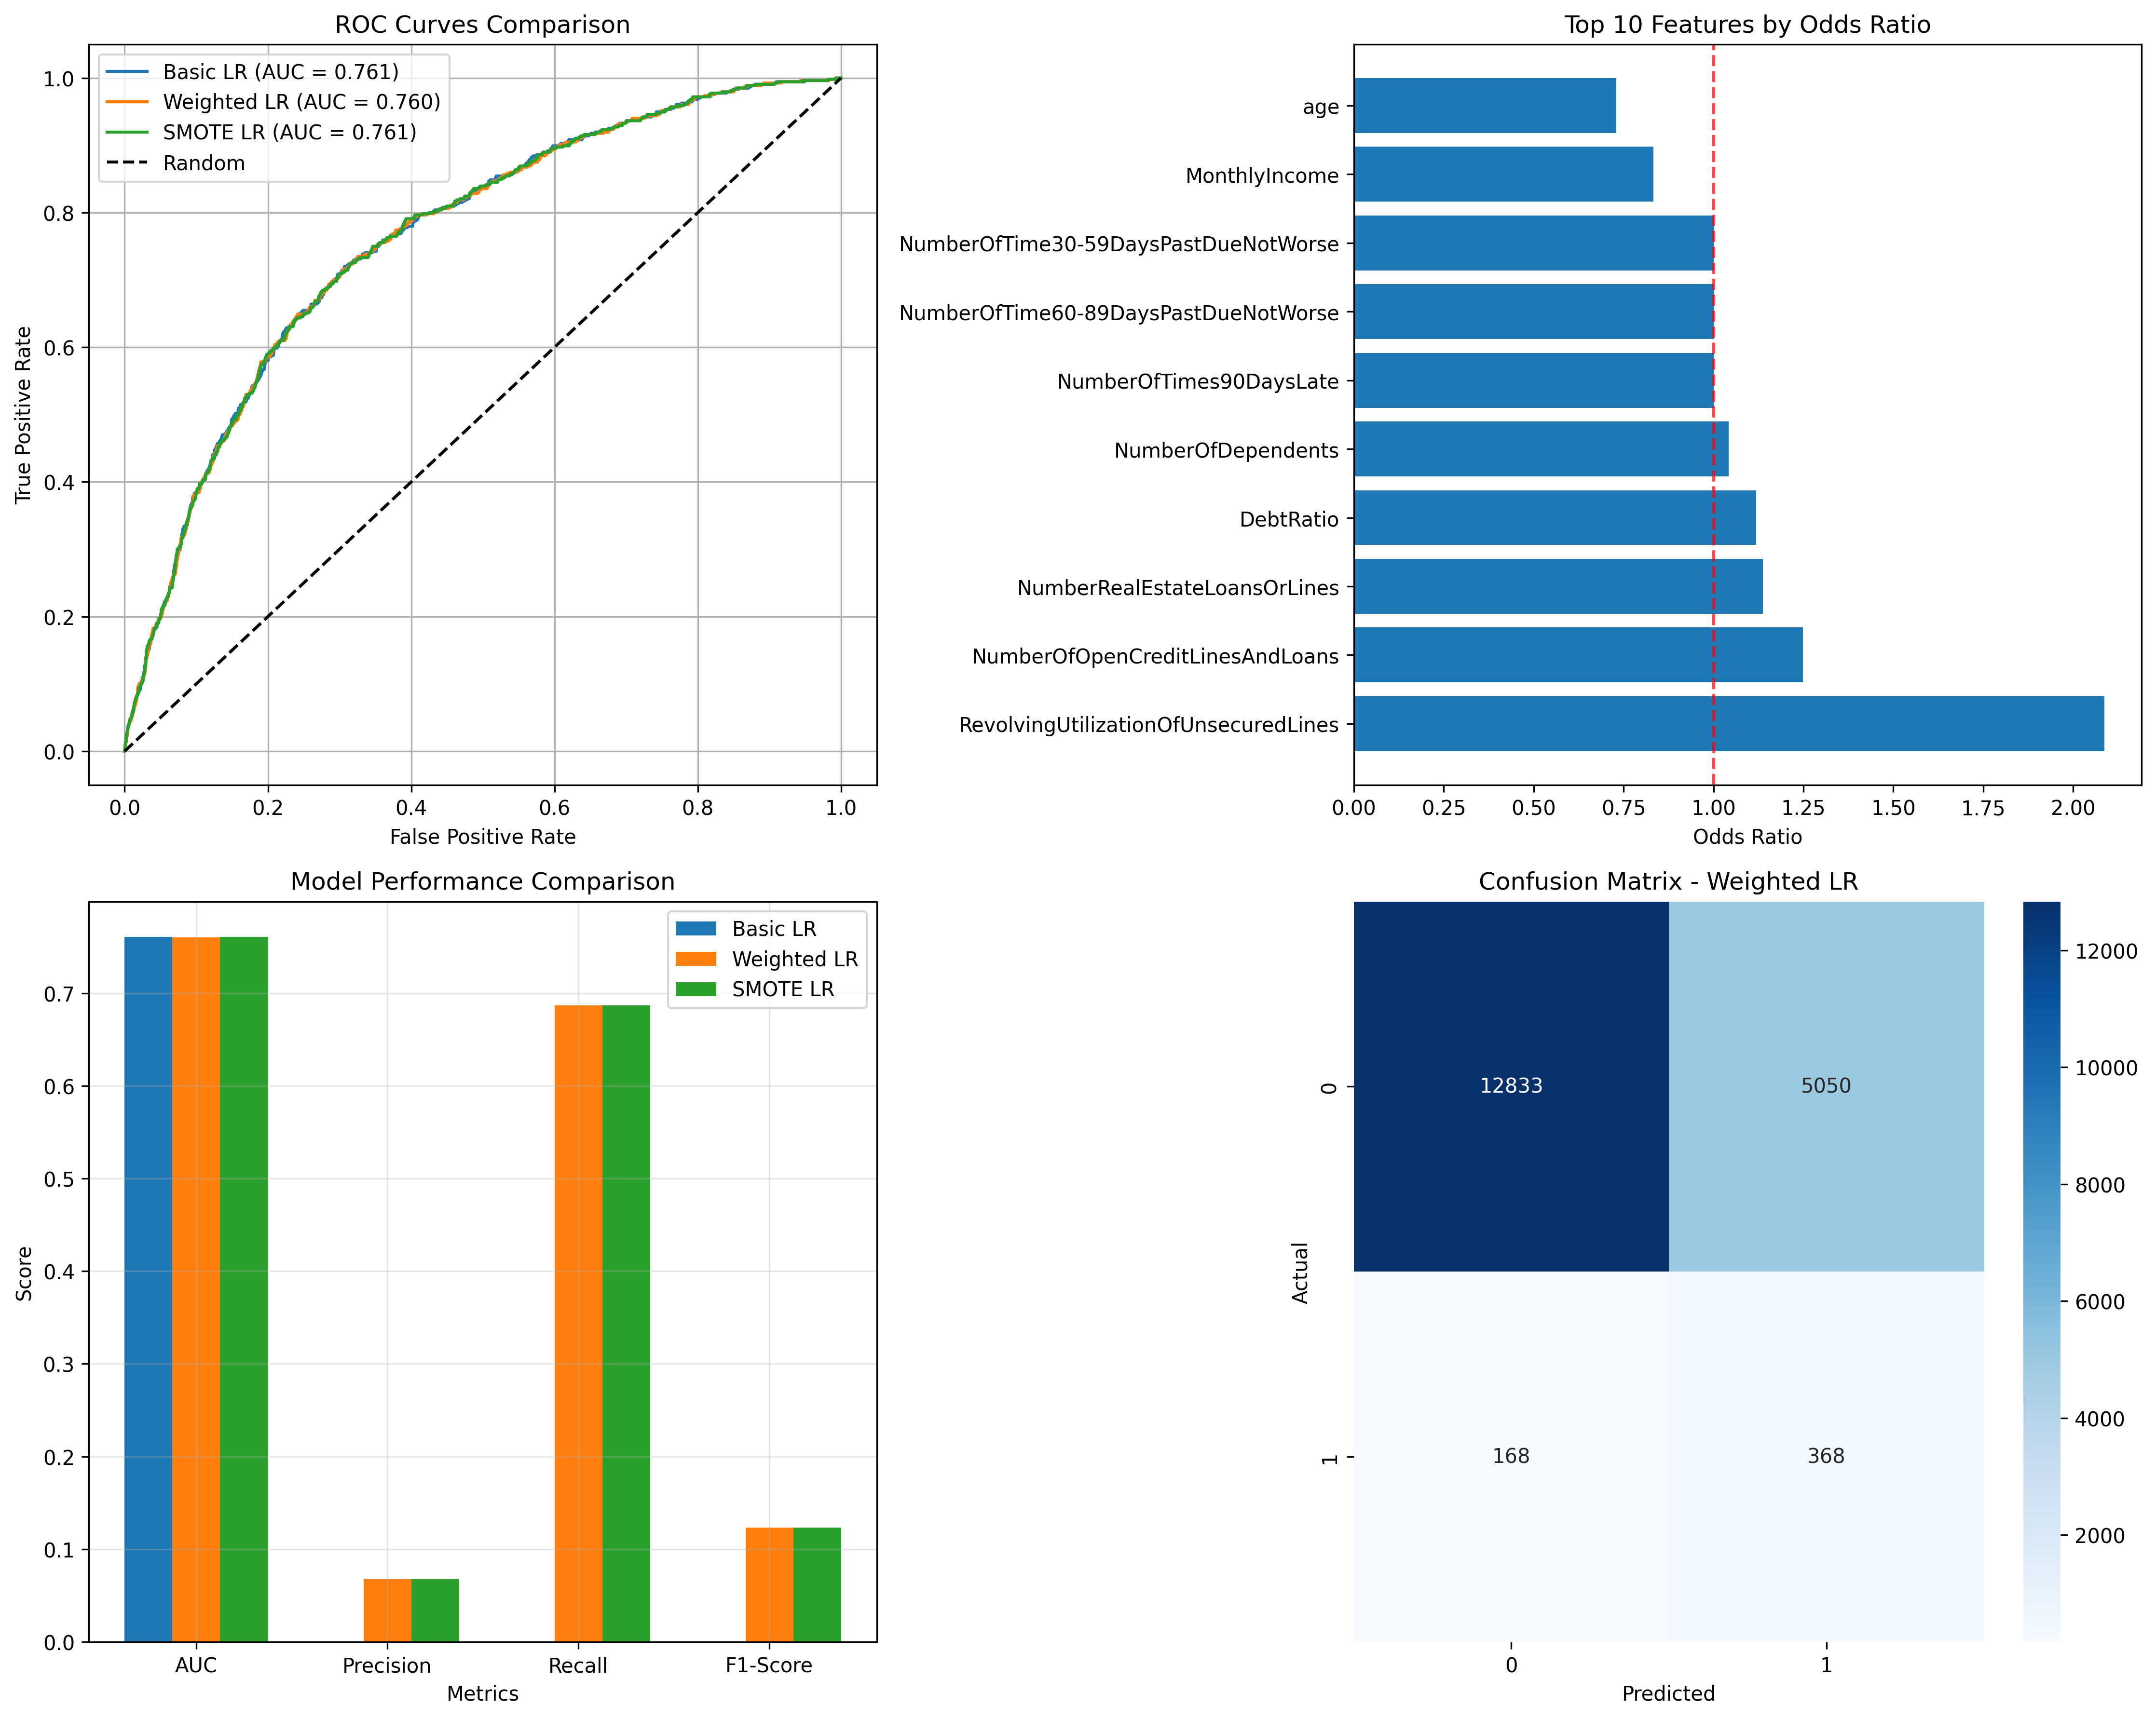 ROC Curves Comparison
Basic LR (AUC = 0.761)
Weighted LR (AUC = 0.760)
SMOTE LR (AUC = 0.761)
Random
True Positive Rate
1.0
0.8
0.6
0.4
0.2
0.0
0.0 0.2 0.4 0.6 0.8 1.0
False Positive Rate
Top 10 Features by Odds Ratio
age
MonthlyIncome
NumberOfTime30-59DaysPastDueNotWorse
NumberOfTime60-89DaysPastDueNotWorse
NumberOfTimes90DaysLate
NumberOfDependents
DebtRatio
NumberRealEstateLoansOrLines
NumberOfOpenCreditLinesAndLoans
RevolvingUtilizationOfUnsecuredLines
0.00 0.25 0.50 0.75 1.00 1.25 1.50 1.75 2.00
Odds Ratio
Model Performance Comparison
Basic LR
Weighted LR
SMOTE LR
Score
0.7
0.6
0.5
0.4
0.3
0.2
0.1
0.0
AUC Precision Recall F1-Score
Metrics
Confusion Matrix - Weighted LR
Actual
0
12833 5050
1
168 368
0 1
Predicted
12000
10000
8000
6000
4000
2000